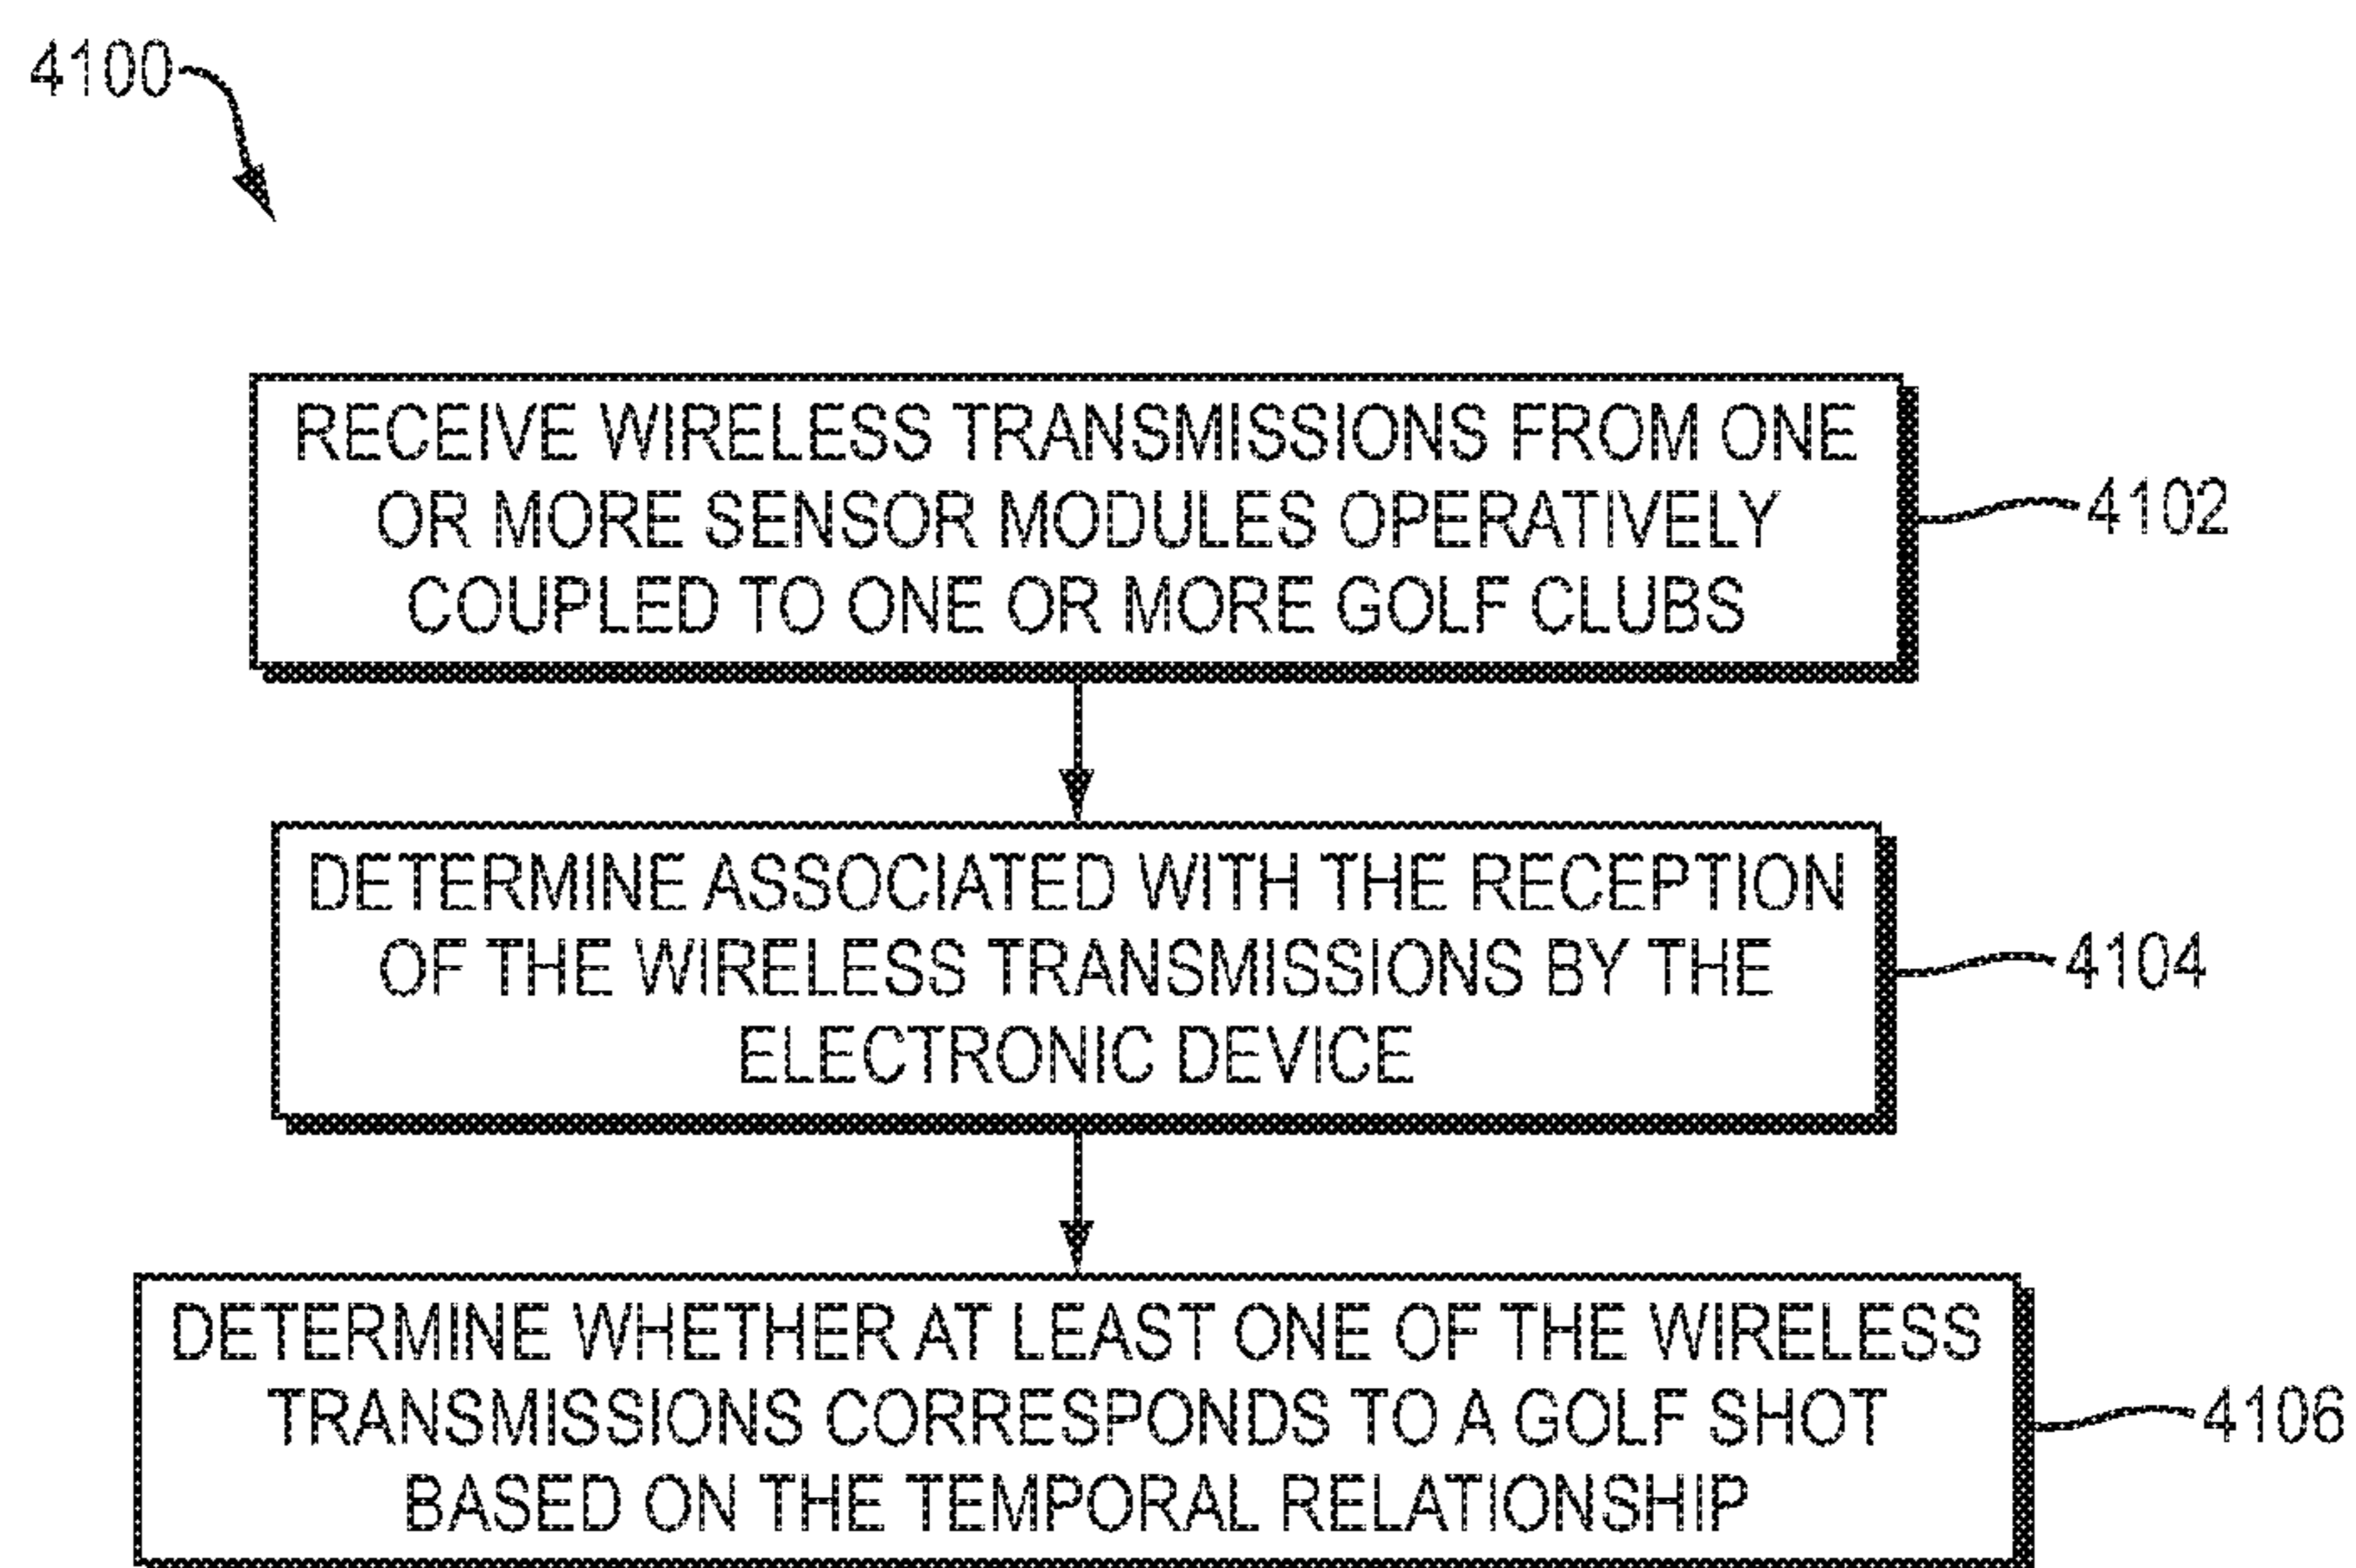 4100
RECEIVE WIRELESS TRANSMISSIONS FROM ONE
OR MORE SENSOR MODULES OPERATIVELY
COUPLED TO ONE OR MORE GOLF CLUBS
4102
DETERMINE ASSOCIATED WITH THE RECEPTION
OF THE WIRELESS TRANSMISSIONS BY THE
ELECTRONIC DEVICE
4104
DETERMINE WHETHER AT LEAST ONE OF THE WIRELESS
TRANSMISSIONS CORRESPONDS TO A GOLF SHOT
BASED ON THE TEMPORAL RELATIONSHIP
4106